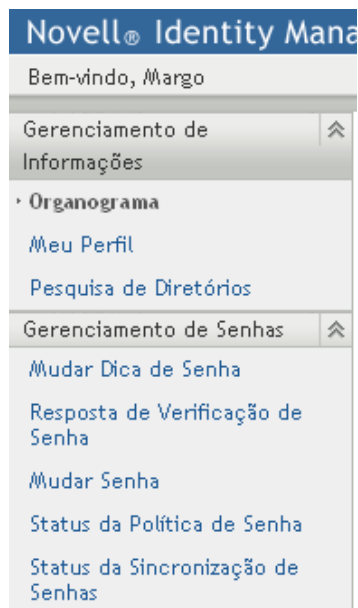 Novell® Identity Mana
Bem-vindo, Margo
Gerenciamento de
Informações
Organograma
Meu Perfil
Pesquisa de Diretórios
Gerenciamento de Senhas
Mudar Dica de Senha
Resposta de Verificação de
Senha
Mudar Senha
Status da Política de Senha
Status da Sincronização de
Senhas